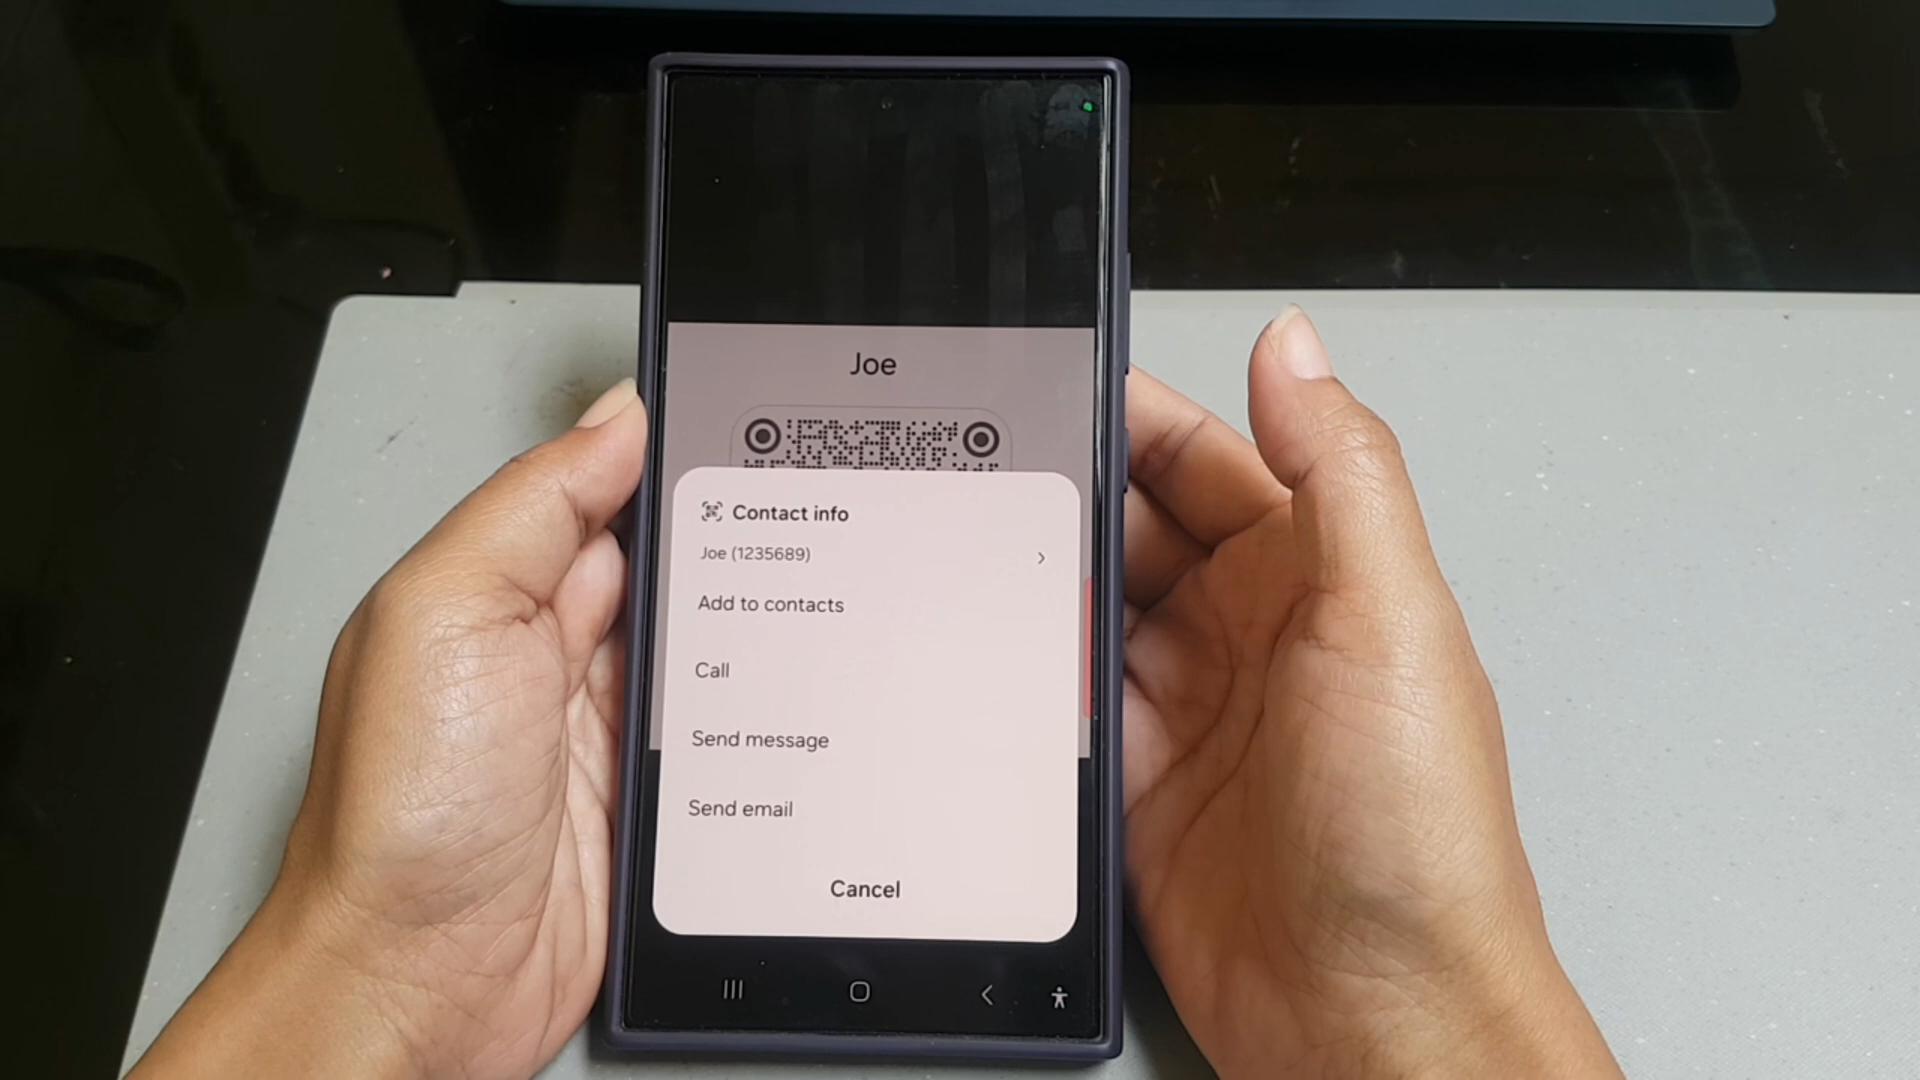 Joe
Contact info
Joe (1235689)
Add to contacts
Call
Send message
Send email
Cancel